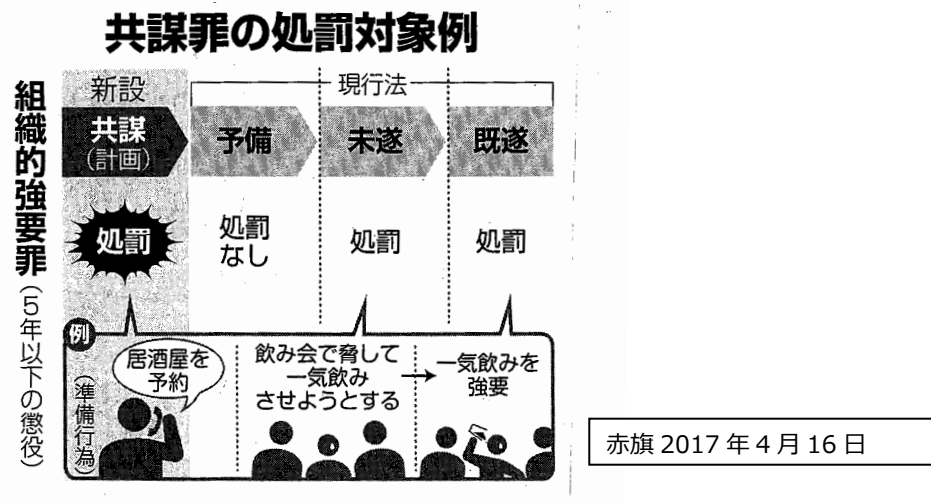 共謀罪の処罰対象例
組織的強要罪(5年以下の懲役)
新設
現行法
共謀
(計画)
予備
未遂
既遂
処罰
処罰
なし
処罰
処罰
例
(準備行為)
居酒屋を
予約
飲み会で脅して
一気飲み
させようとする
→
一気飲みを
強要
赤旗 2017 年 4 月 16 日